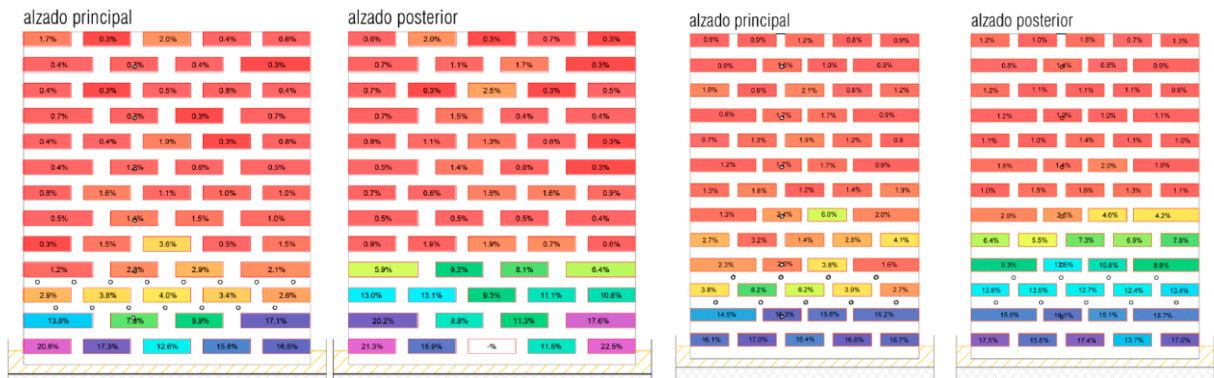 alzado principal
1.7% 0.3% 2.0% 0.4% 0.6%
0.4% 0.4% 0.3%
0.4% 0.3% 0.5% 0.8% 0.4%
0.7% 0.3% 0.7%
0.4% 0.4% 1.9% 0.3% 0.8%
0.4% 0.8% 0.5%
0.8% 1.6% 1.1% 1.0% 1.0%
0.5% 1.5% 1.0%
0.3% 1.5% 3.6% 0.5% 1.5%
1.2% 2.9% 2.1%
2.9% 3.8% 4.0% 3.4% 2.6%
13.8% 8.9% 17.1%
20.8% 17.3% 12.6% 15.6% 16.5%
alzado posterior
0.8% 2.0% 0.3% 0.7% 0.3%
0.7% 1.1% 1.7% 0.3%
0.7% 0.3% 2.5% 0.3% 0.5%
0.7% 1.5% 0.4% 0.4%
0.8% 1.1% 1.3% 0.6% 0.3%
0.5% 1.4% 0.8% 0.3%
0.7% 0.6% 1.8% 1.6% 0.9%
0.5% 0.5% 0.5% 0.4%
0.9% 1.9% 1.9% 0.7% 0.6%
5.9% 9.2% 8.1% 6.4%
13.0% 13.1% 9.3% 11.1% 10.8%
20.2% 8.8% 11.3% 17.6%
21.3% 15.9% -% 11.5% 22.5%
alzado principal
0.9% 0.9% 1.2% 0.8% 0.9%
0.9% 1.0% 0.9%
1.8% 0.9% 2.1% 0.8% 1.2%
0.8% 1.7% 0.9%
0.7% 1.3% 1.9% 1.2% 0.8
1.2% 1.7% 0.9%
1.3% 1.8% 1.2% 1.4% 1.9%
1.3% 6.0% 2.0%
2.7% 3.2% 1.4% 2.8% 4.1%
2.3% 3.8% 1.6%
3.8% 8.2% 6.2% 3.9% 2.7%
14.5% 15.6% 16.2%
16.1% 17.0% 15.4% 16.8% 16.7%
alzado posterior
1.2% 1.0% 1.8% 0.7% 1.3%
0.8% 0.8% 0.9%
1.2% 1.1% 1.1% 1.1% 0.9%
1.2% 1.0% 1.1%
1.1% 1.0% 1.4% 1.1% 1.0%
1.6% 2.0% 1.0%
1.0% 1.5% 1.6% 1.3% 1.1%
2.0% 4.6% 4.2%
6.4% 5.5% 7.3% 6.9% 7.8%
9.3% 10.8% 8.9%
12.8% 12.6% 12.7% 12.4% 13.4%
15.5% 15.1% 15.7%
17.5% 15.8% 17.4% 13.7% 17.0%